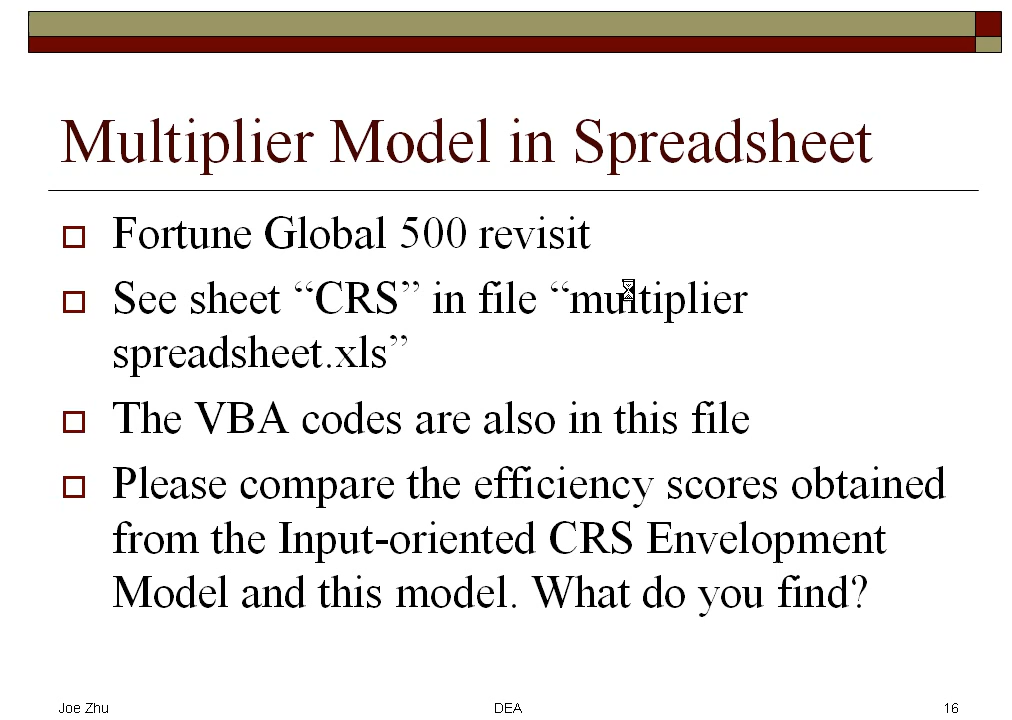 Multiplier Model in Spreadsheet
Fortune Global 500 revisit
See sheet “CRS” in file “multiplier
spreadsheet.xls”
The VBA codes are also in this file
Please compare the efficiency scores obtained
from the Input-oriented CRS Envelopment
Model and this model. What do you find?
Joe Zhu
DEA
16